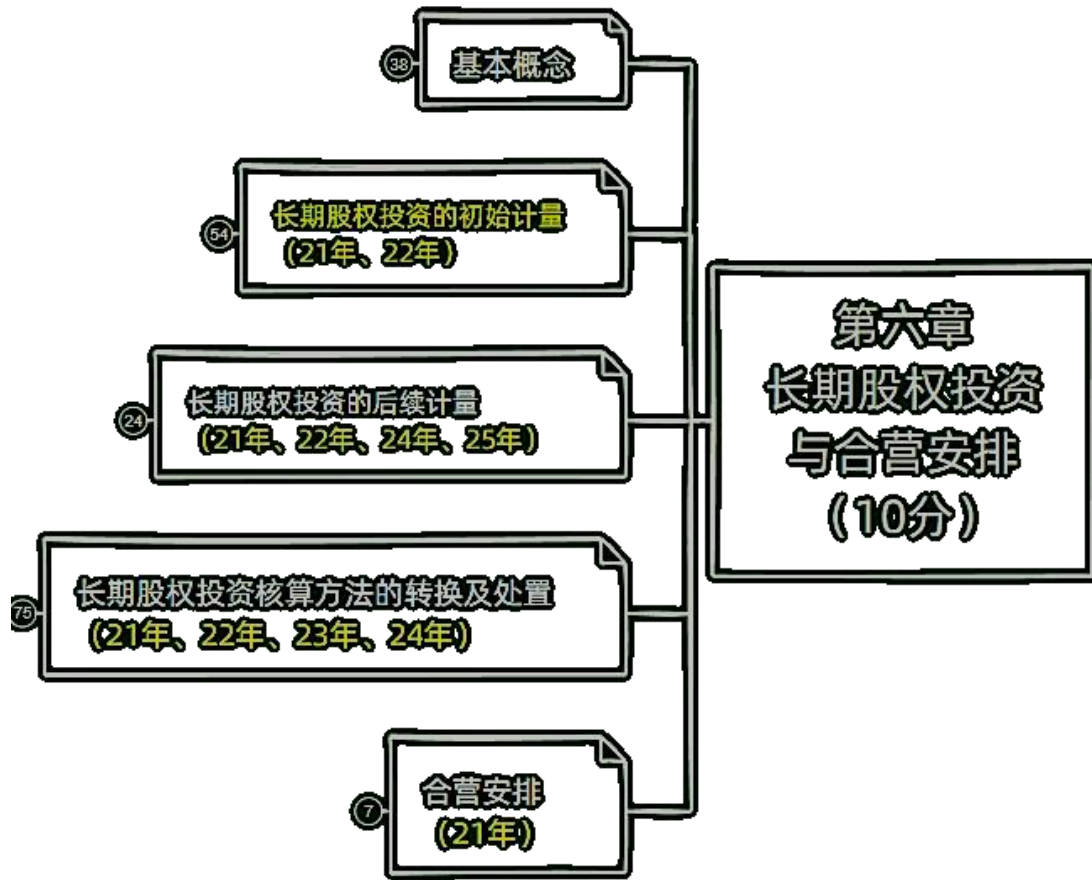 38
基本概念
54
长期股权投资的初始计量
(21年、22年)
24
长期股权投资的后续计量
(21年、22年、24年、25年)
75
长期股权投资核算方法的转换及处置
(21年、22年、23年、24年)
7
合营安排
(21年)
第六章
长期股权投资
与合营安排
(10分)